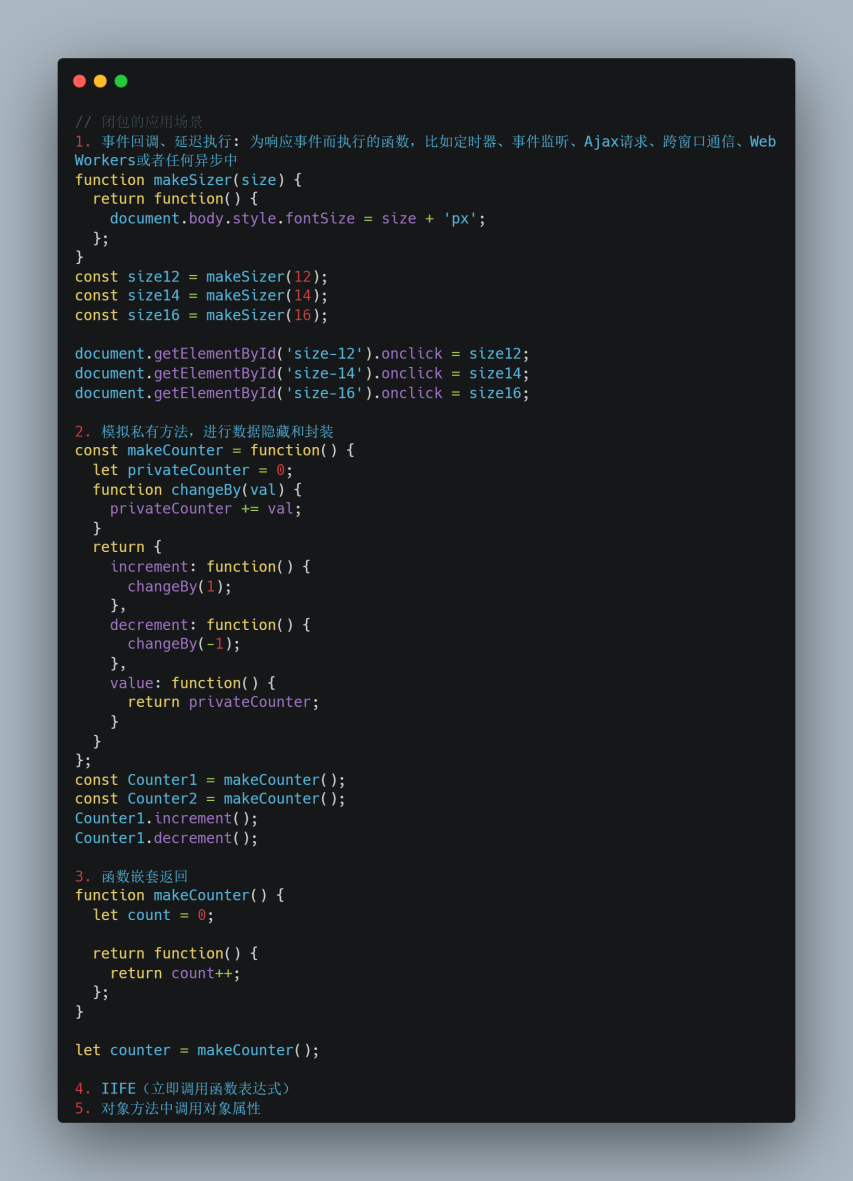 // 闭包的应用场景
1. 事件回调、延迟执行: 为响应事件而执行的函数，比如定时器、事件监听、Ajax请求、跨窗口通信、Web
Workers或者任何异步中
function makeSizer(size) {
  return function() {
    document.body.style.fontSize = size + 'px';
  };
}
const size12 = makeSizer(12);
const size14 = makeSizer(14);
const size16 = makeSizer(16);

document.getElementById('size-12').onclick = size12;
document.getElementById('size-14').onclick = size14;
document.getElementById('size-16').onclick = size16;

2. 模拟私有方法，进行数据隐藏和封装
const makeCounter = function() {
  let privateCounter = 0;
  function changeBy(val) {
    privateCounter += val;
  }
  return {
    increment: function() {
      changeBy(1);
    },
    decrement: function() {
      changeBy(-1);
    },
    value: function() {
      return privateCounter;
    }
  }
};
const Counter1 = makeCounter();
const Counter2 = makeCounter();
Counter1.increment();
Counter1.decrement();

3. 函数嵌套返回
function makeCounter() {
  let count = 0;

  return function() {
    return count++;
  };
}

let counter = makeCounter();

4. IIFE（立即调用函数表达式）
5. 对象方法中调用对象属性